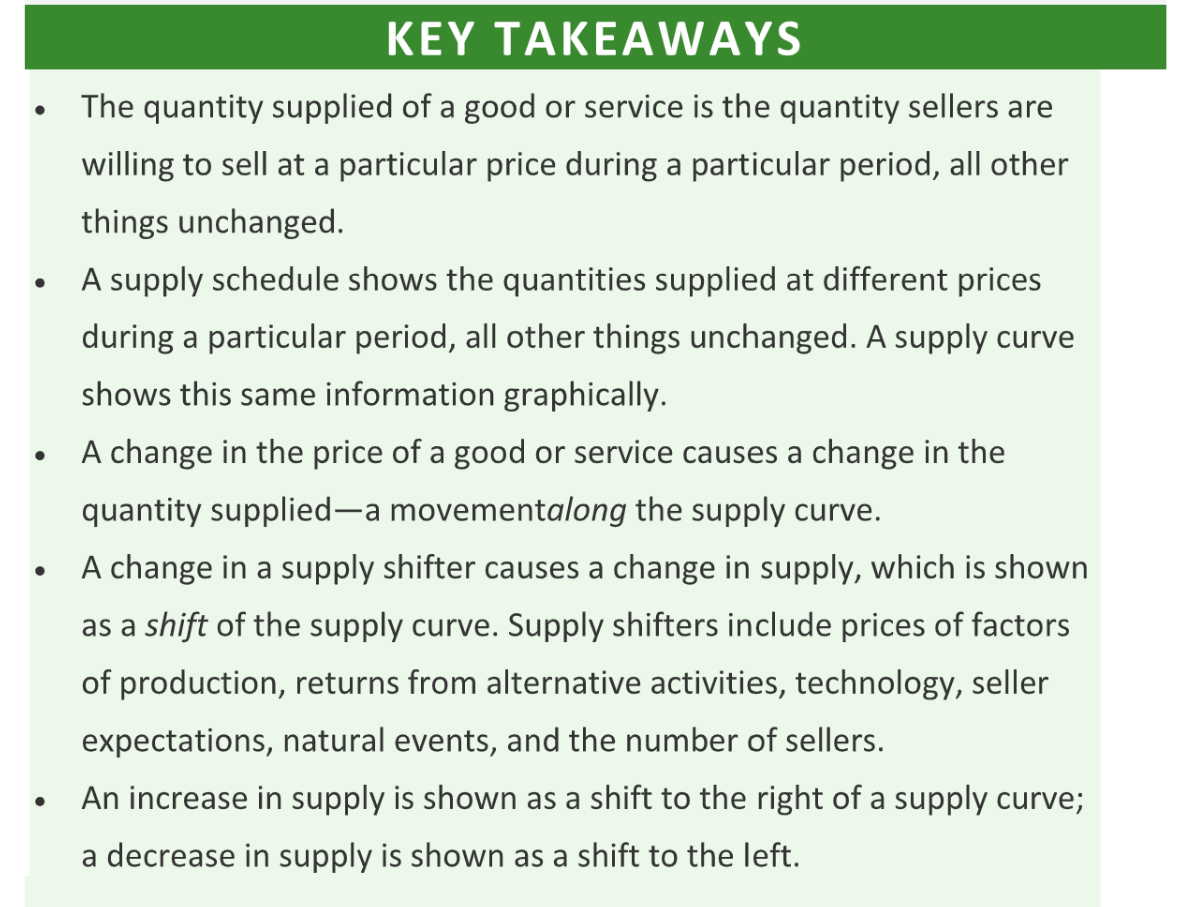 KEY TAKEAWAYS
• The quantity supplied of a good or service is the quantity sellers are
willing to sell at a particular price during a particular period, all other
things unchanged.
• A supply schedule shows the quantities supplied at different prices
during a particular period, all other things unchanged. A supply curve
shows this same information graphically.
• A change in the price of a good or service causes a change in the
quantity supplied—a movementalong the supply curve.
• A change in a supply shifter causes a change in supply, which is shown
as a shift of the supply curve. Supply shifters include prices of factors
of production, returns from alternative activities, technology, seller
expectations, natural events, and the number of sellers.
• An increase in supply is shown as a shift to the right of a supply curve;
a decrease in supply is shown as a shift to the left.